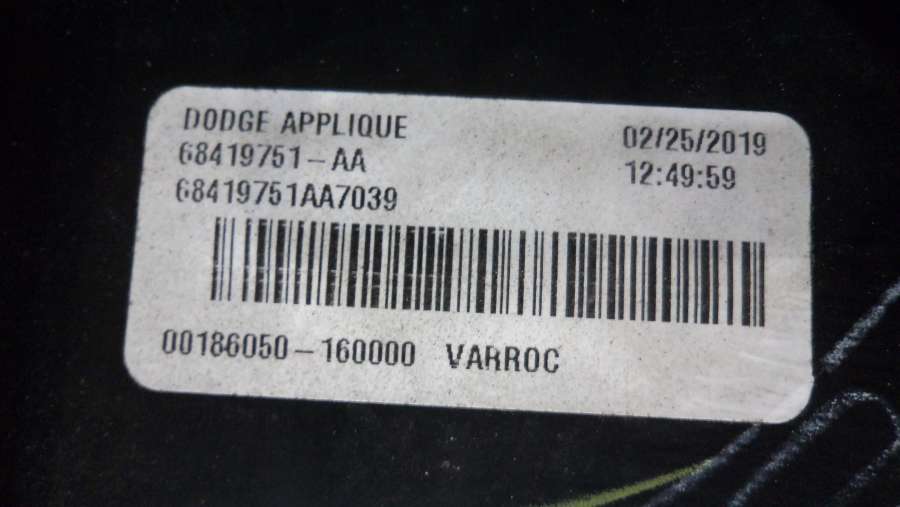 DODGE APPLIQUE
68419751-AA
68419751AA7039
02/25/2019
12:49:59
00186050-160000 VARROC